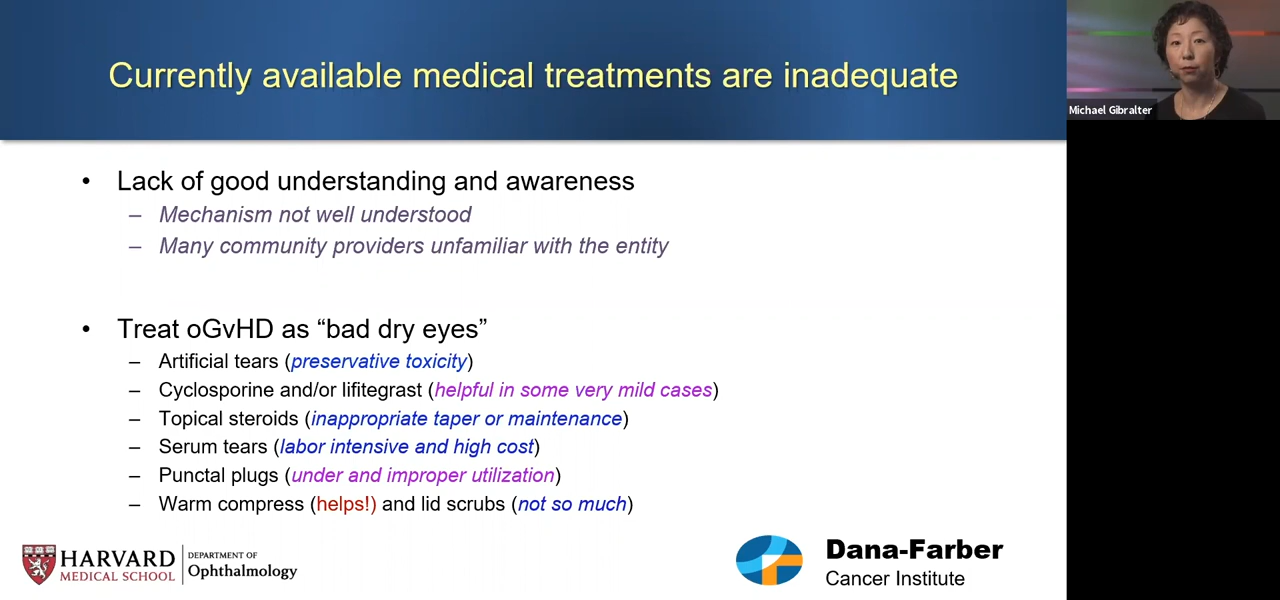 Currently available medical treatments are inadequate
Michael Gibralter
• Lack of good understanding and awareness
– Mechanism not well understood
– Many community providers unfamiliar with the entity
• Treat oGvHD as “bad dry eyes”
– Artificial tears (preservative toxicity)
– Cyclosporine and/or lifitegrast (helpful in some very mild cases)
– Topical steroids (inappropriate taper or maintenance)
– Serum tears (labor intensive and high cost)
– Punctal plugs (under and improper utilization)
– Warm compress (helps!) and lid scrubs (not so much)
HARVARD
MEDICAL SCHOOL
DEPARTMENT OF
Ophthalmology
Dana-Farber
Cancer Institute